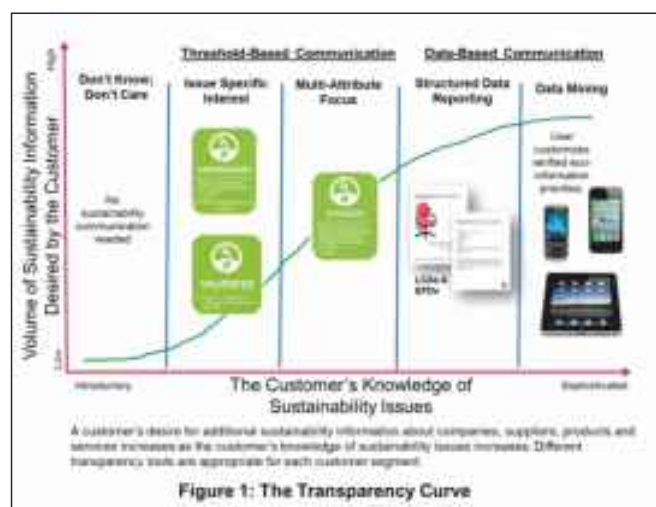 Threshold-Based Communication
Data-Based Communication
Don't Know;
Don't Care
Issue Specific
Interest
Multi-Attribute
Focus
Structured Data
Reporting
Data Mining
Volume of Sustainability Information
Desired by the Customer
High
Low
No
sustainability
communication
needed
LCAs &
EPDs
User
customizes
verified eco-
information
priorities
Introductory
The Customer's Knowledge of
Sustainability Issues
Sophisticated
A customer's desire for additional sustainability information about companies, suppliers, products and
services increases as the customer's knowledge of sustainability issues increases. Different
transparency tools are appropriate for each customer segment.
Figure 1: The Transparency Curve